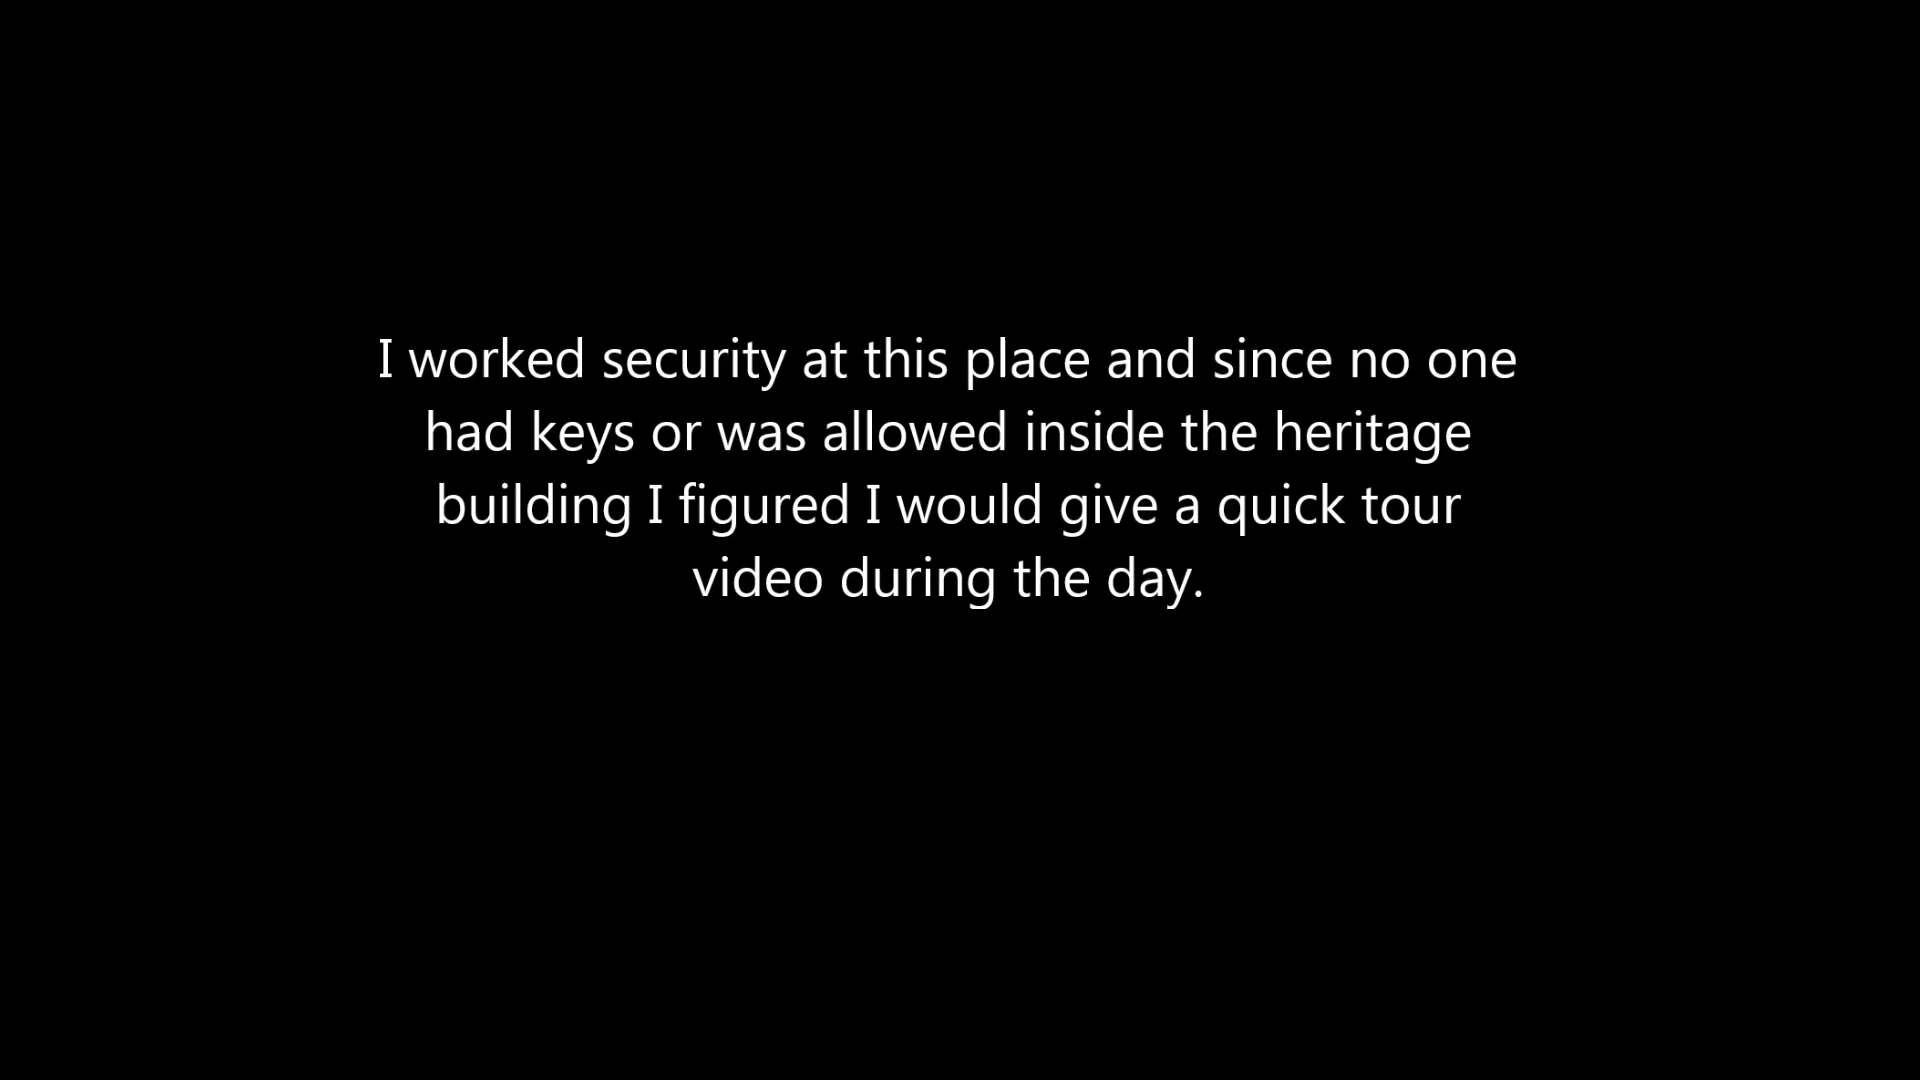 I worked security at this place and since no one
had keys or was allowed inside the heritage
building I figured I would give a quick tour
video during the day.